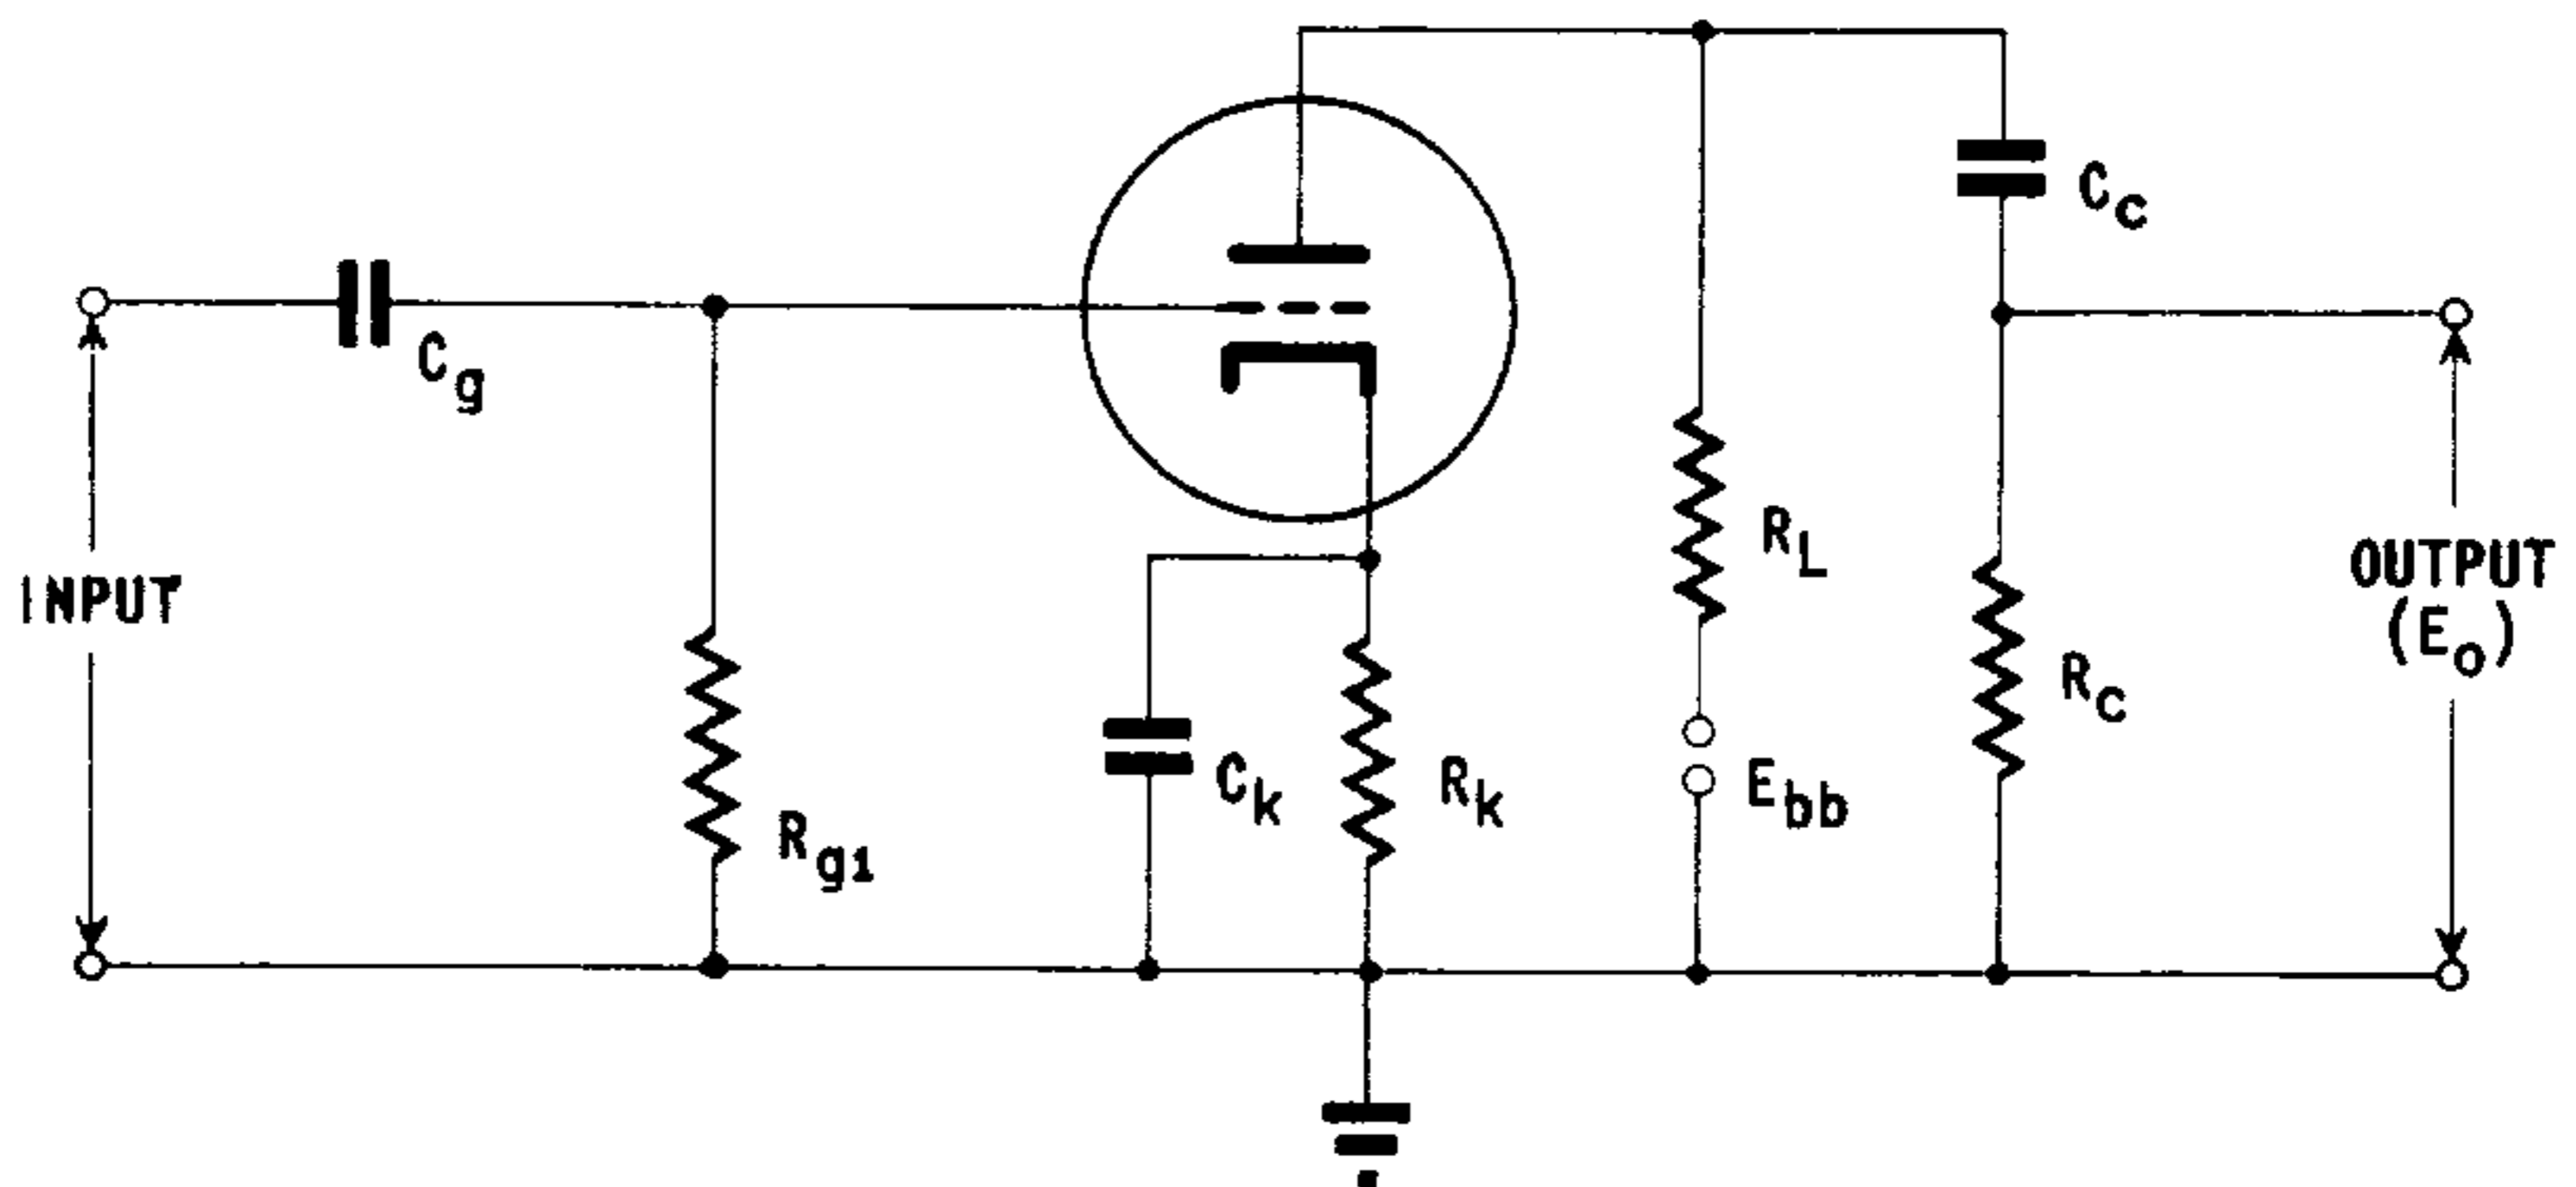 INPUT
Cg
Rg1
Ck
Rk
RL
Ebb
Cc
Rc
OUTPUT
(Eo)